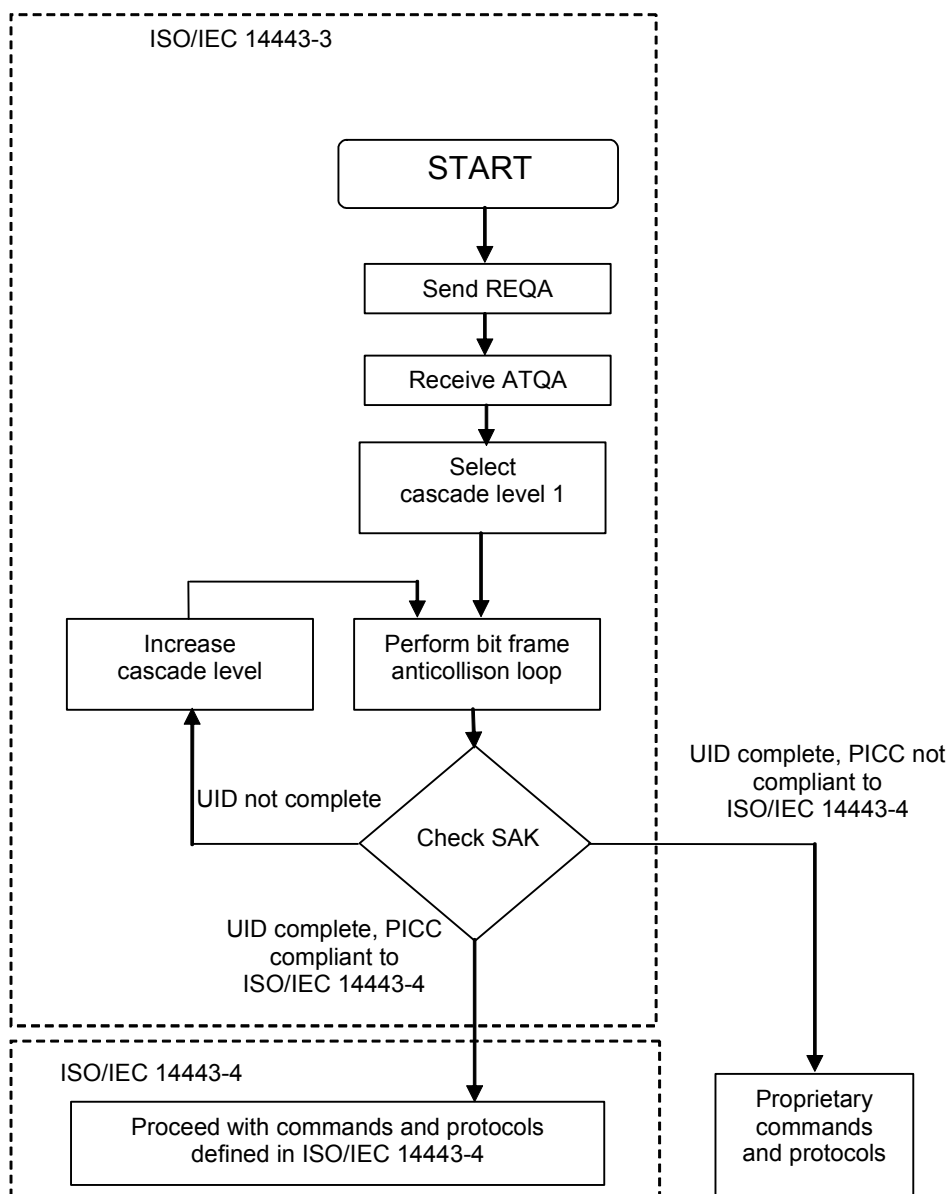 ISO/IEC 14443-3
START
Send REQA
Receive ATQA
Select
cascade level 1
Increase
cascade level
Perform bit frame
anticollison loop
UID not complete
Check SAK
UID complete, PICC not
compliant to
ISO/IEC 14443-4
UID complete, PICC
compliant to
ISO/IEC 14443-4
ISO/IEC 14443-4
Proceed with commands and protocols
defined in ISO/IEC 14443-4
Proprietary
commands
and protocols